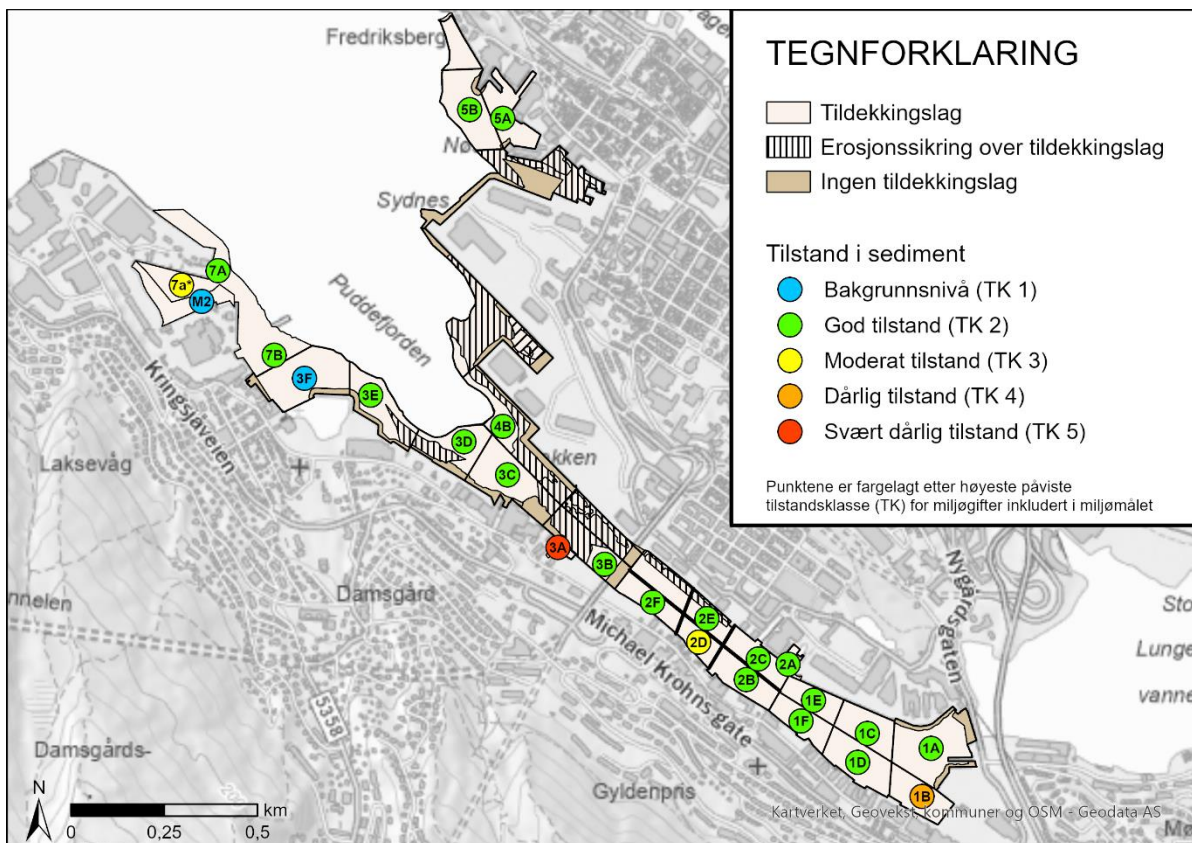 Fredriksberg
5B
5A
Sydnes
7A
7a*
M2
Puddefjorden
7B
3F
3E
Kringsjåveien
3D
4B
3C
Laksevåg
3A
3B
Damsgård
2F
2E
2D
Michael Krohns gate
2C
2A
2B
1E
1F
1C
1D
1A
1B
5358
Damsgårds-
Gyldenpris
Nygårdsgaten
Sto
Lunge
vanne
N
0
0,25
0,5
km
Kartverket, Geovekst, kommuner og OSM - Geodata AS
TEGNFORKLARING
Tildekkingslag
Erosjonssikring over tildekkingslag
Ingen tildekkingslag
Tilstand i sediment
Bakgrunnsnivå (TK 1)
God tilstand (TK 2)
Moderat tilstand (TK 3)
Dårlig tilstand (TK 4)
Svært dårlig tilstand (TK 5)
Punktene er fargelagt etter høyeste påviste
tilstandsklasse (TK) for miljøgifter inkludert i miljømålet